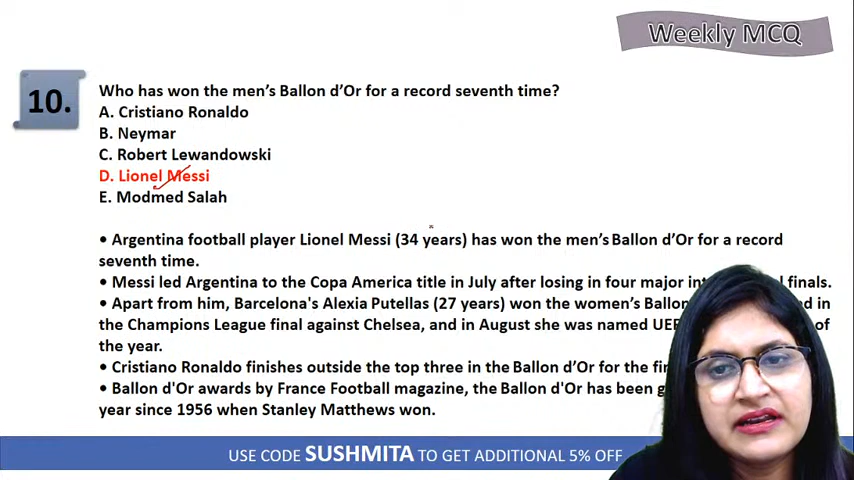 Weekly MCQ
10.
Who has won the men's Ballon d'Or for a record seventh time?
A. Cristiano Ronaldo
B. Neymar
C. Robert Lewandowski
D. Lionel Messi
E. Modmed Salah
• Argentina football player Lionel Messi (34 years) has won the men's Ballon d'Or for a record
seventh time.
• Messi led Argentina to the Copa America title in July after losing in four major finals.
• Apart from him, Barcelona's Alexia Putellas (27 years) won the women's Ballon in
the Champions League final against Chelsea, and in August she was named of
the year.
• Cristiano Ronaldo finishes outside the top three in the Ballon d'Or for the
• Ballon d'Or awards by France Football magazine, the Ballon d'Or has been
year since 1956 when Stanley Matthews won.
USE CODE SUSHMITA TO GET ADDITIONAL 5% OFF